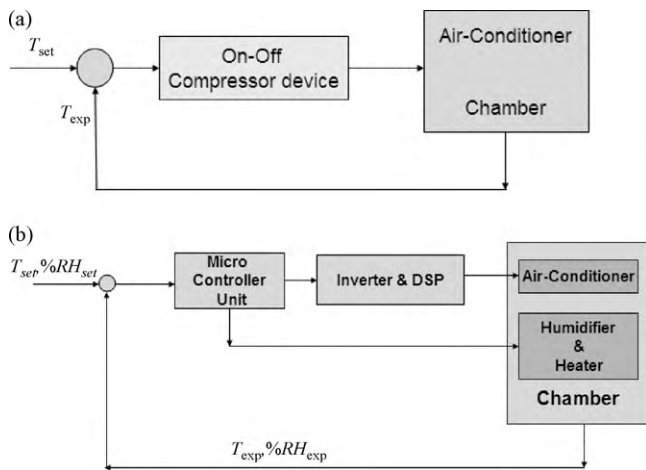 (a)
T_set
On-Off
Compressor device
Air-Conditioner
Chamber
T_exp
(b)
T_set,%RH_set
Micro
Controller
Unit
Inverter & DSP
Air-Conditioner
Humidifier
&
Heater
Chamber
T_exp,%RH_exp